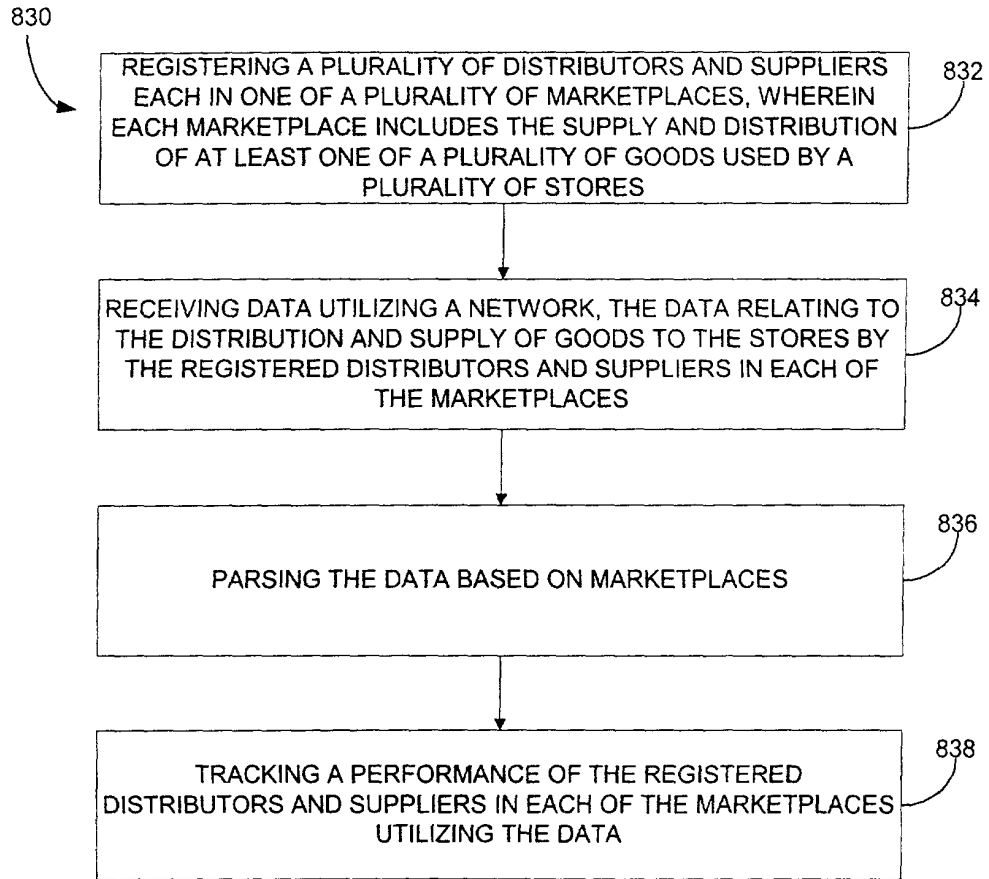 830
REGISTERING A PLURALITY OF DISTRIBUTORS AND SUPPLIERS
EACH IN ONE OF A PLURALITY OF MARKETPLACES, WHEREIN
EACH MARKETPLACE INCLUDES THE SUPPLY AND DISTRIBUTION
OF AT LEAST ONE OF A PLURALITY OF GOODS USED BY A
PLURALITY OF STORES
832
RECEIVING DATA UTILIZING A NETWORK, THE DATA RELATING TO
THE DISTRIBUTION AND SUPPLY OF GOODS TO THE STORES BY
THE REGISTERED DISTRIBUTORS AND SUPPLIERS IN EACH OF
THE MARKETPLACES
834
PARSING THE DATA BASED ON MARKETPLACES
836
TRACKING A PERFORMANCE OF THE REGISTERED
DISTRIBUTORS AND SUPPLIERS IN EACH OF THE MARKETPLACES
UTILIZING THE DATA
838